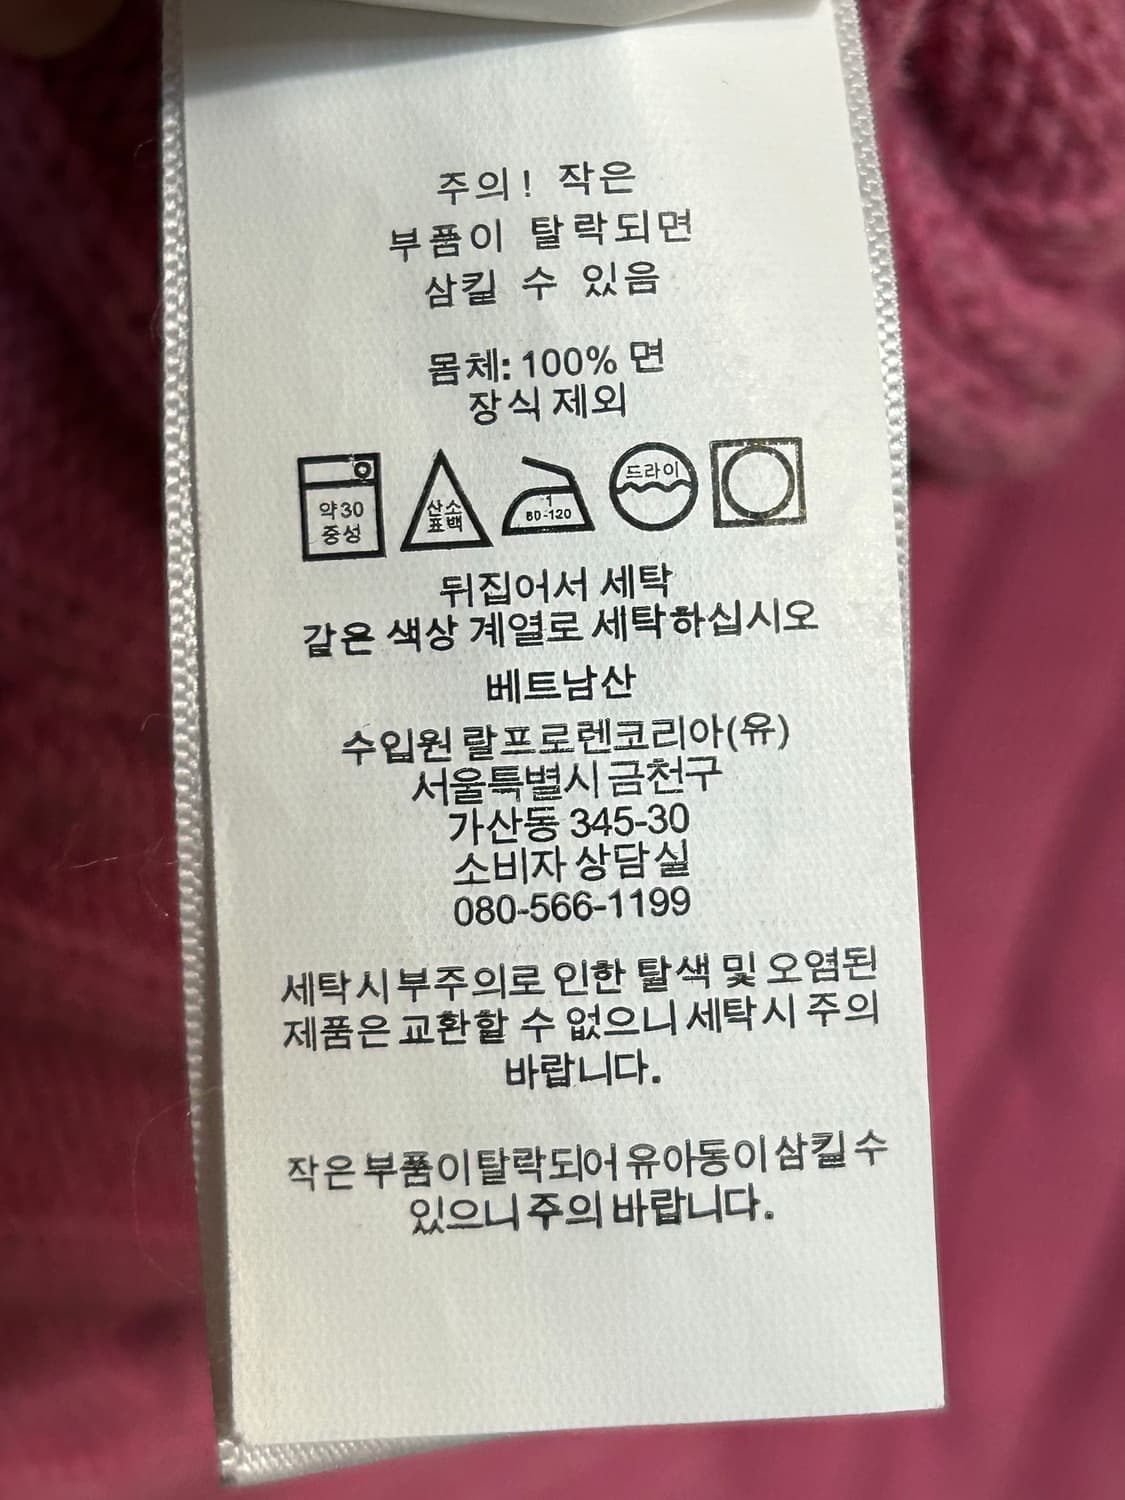 주의! 작은
부품이 탈락되면
삼킬 수 있음
몸체: 100% 면
장식 제외
약30
중성
산소
표백
1
80-120
드라이
뒤집어서 세탁
같은 색상 계열로 세탁하십시오
베트남산
수입원 랄프로렌코리아(유)
서울특별시 금천구
가산동 345-30
소비자 상담실
080-566-1199
세탁시 부주의로 인한 탈색 및 오염된
제품은 교환할 수 없으니 세탁시 주의
바랍니다.
작은 부품이 탈락되어 유아동이 삼킬 수
있으니 주의 바랍니다.